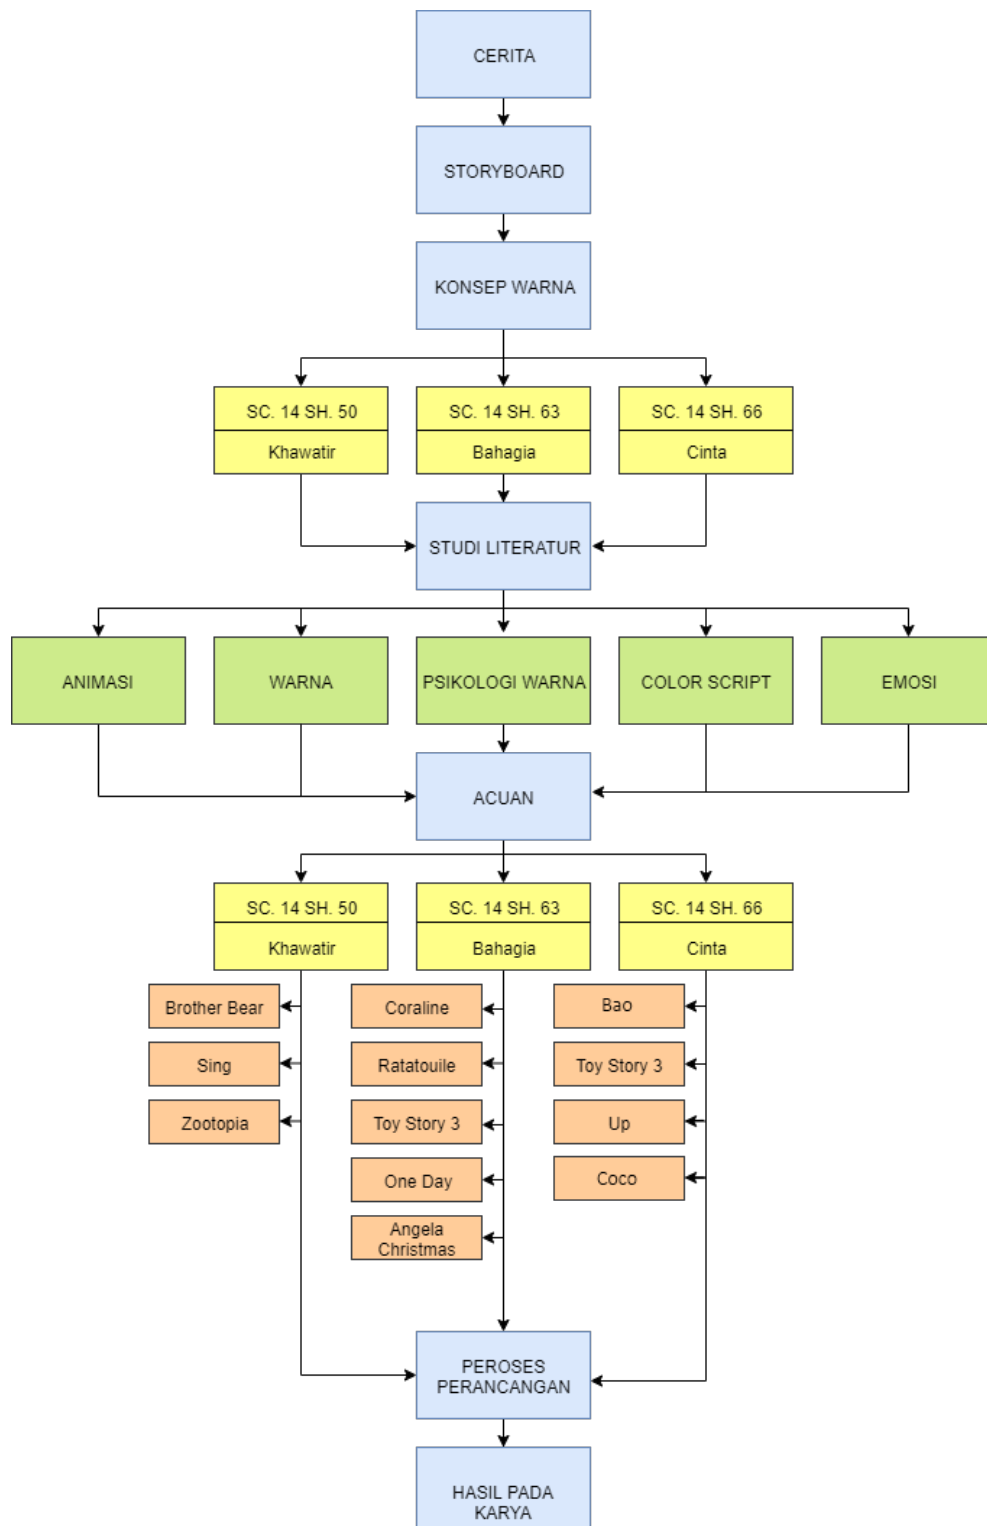 CERITA
STORYBOARD
KONSEP WARNA
SC. 14 SH. 50
SC. 14 SH. 63
SC. 14 SH. 66
Khawatir
Bahagia
Cinta
STUDI LITERATUR
ANIMASI
WARNA
PSIKOLOGI WARNA
COLOR SCRIPT
EMOSI
ACUAN
SC. 14 SH. 50
SC. 14 SH. 63
SC. 14 SH. 66
Khawatir
Bahagia
Cinta
Brother Bear
Sing
Zootopia
Coraline
Ratatouile
Toy Story 3
One Day
Angela
Christmas
Bao
Toy Story 3
Up
Coco
PEROSES
PERANCANGAN
HASIL PADA
KARYA